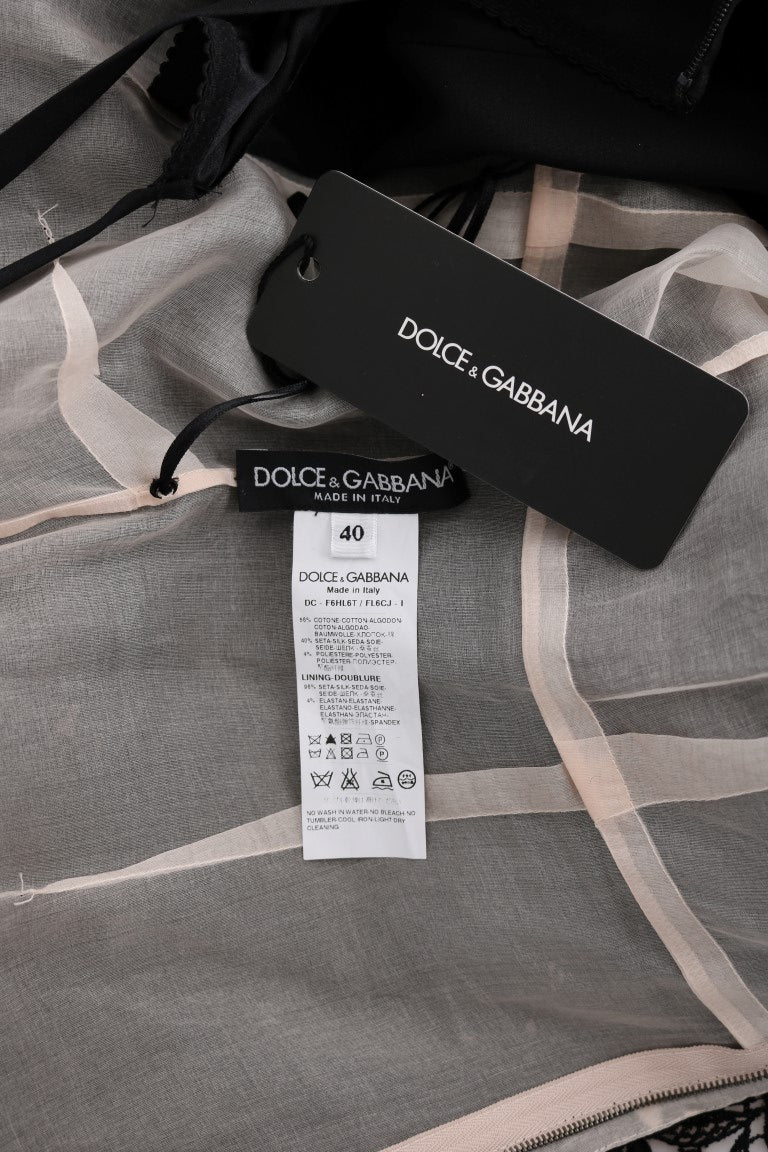 DOLCE & GABBANA
DOLCE & GABBANA
MADE IN ITALY
40
DOLCE & GABBANA
Made in Italy
DC - F6HL6T / FL6CJ - I
56% COTONE-COTTON-ALGODON-
COTON-ALGODAO-
BAUMWOLLE-ХЛОПОК-
40% SETA-SILK-SEDA-SOIE-
SEIDE-ШЕЛК-
4% POLIESTERE-POLYESTER-
POLIESTER-ПОЛИЭСТЕР-
LINING-DOUBLURE
96% SETA-SILK-SEDA-SOIE-
SEIDE-ШЕЛК-
4% ELASTAN-ELASTANE-
ELASTANO-ELASTHANNE-
ELASTHAN-ЭЛАСТАН-
-SPANDEX
NO WASH IN WATER-NO BLEACH-NO
TUMBLER-COOL IRON-LIGHT DRY
CLEANING